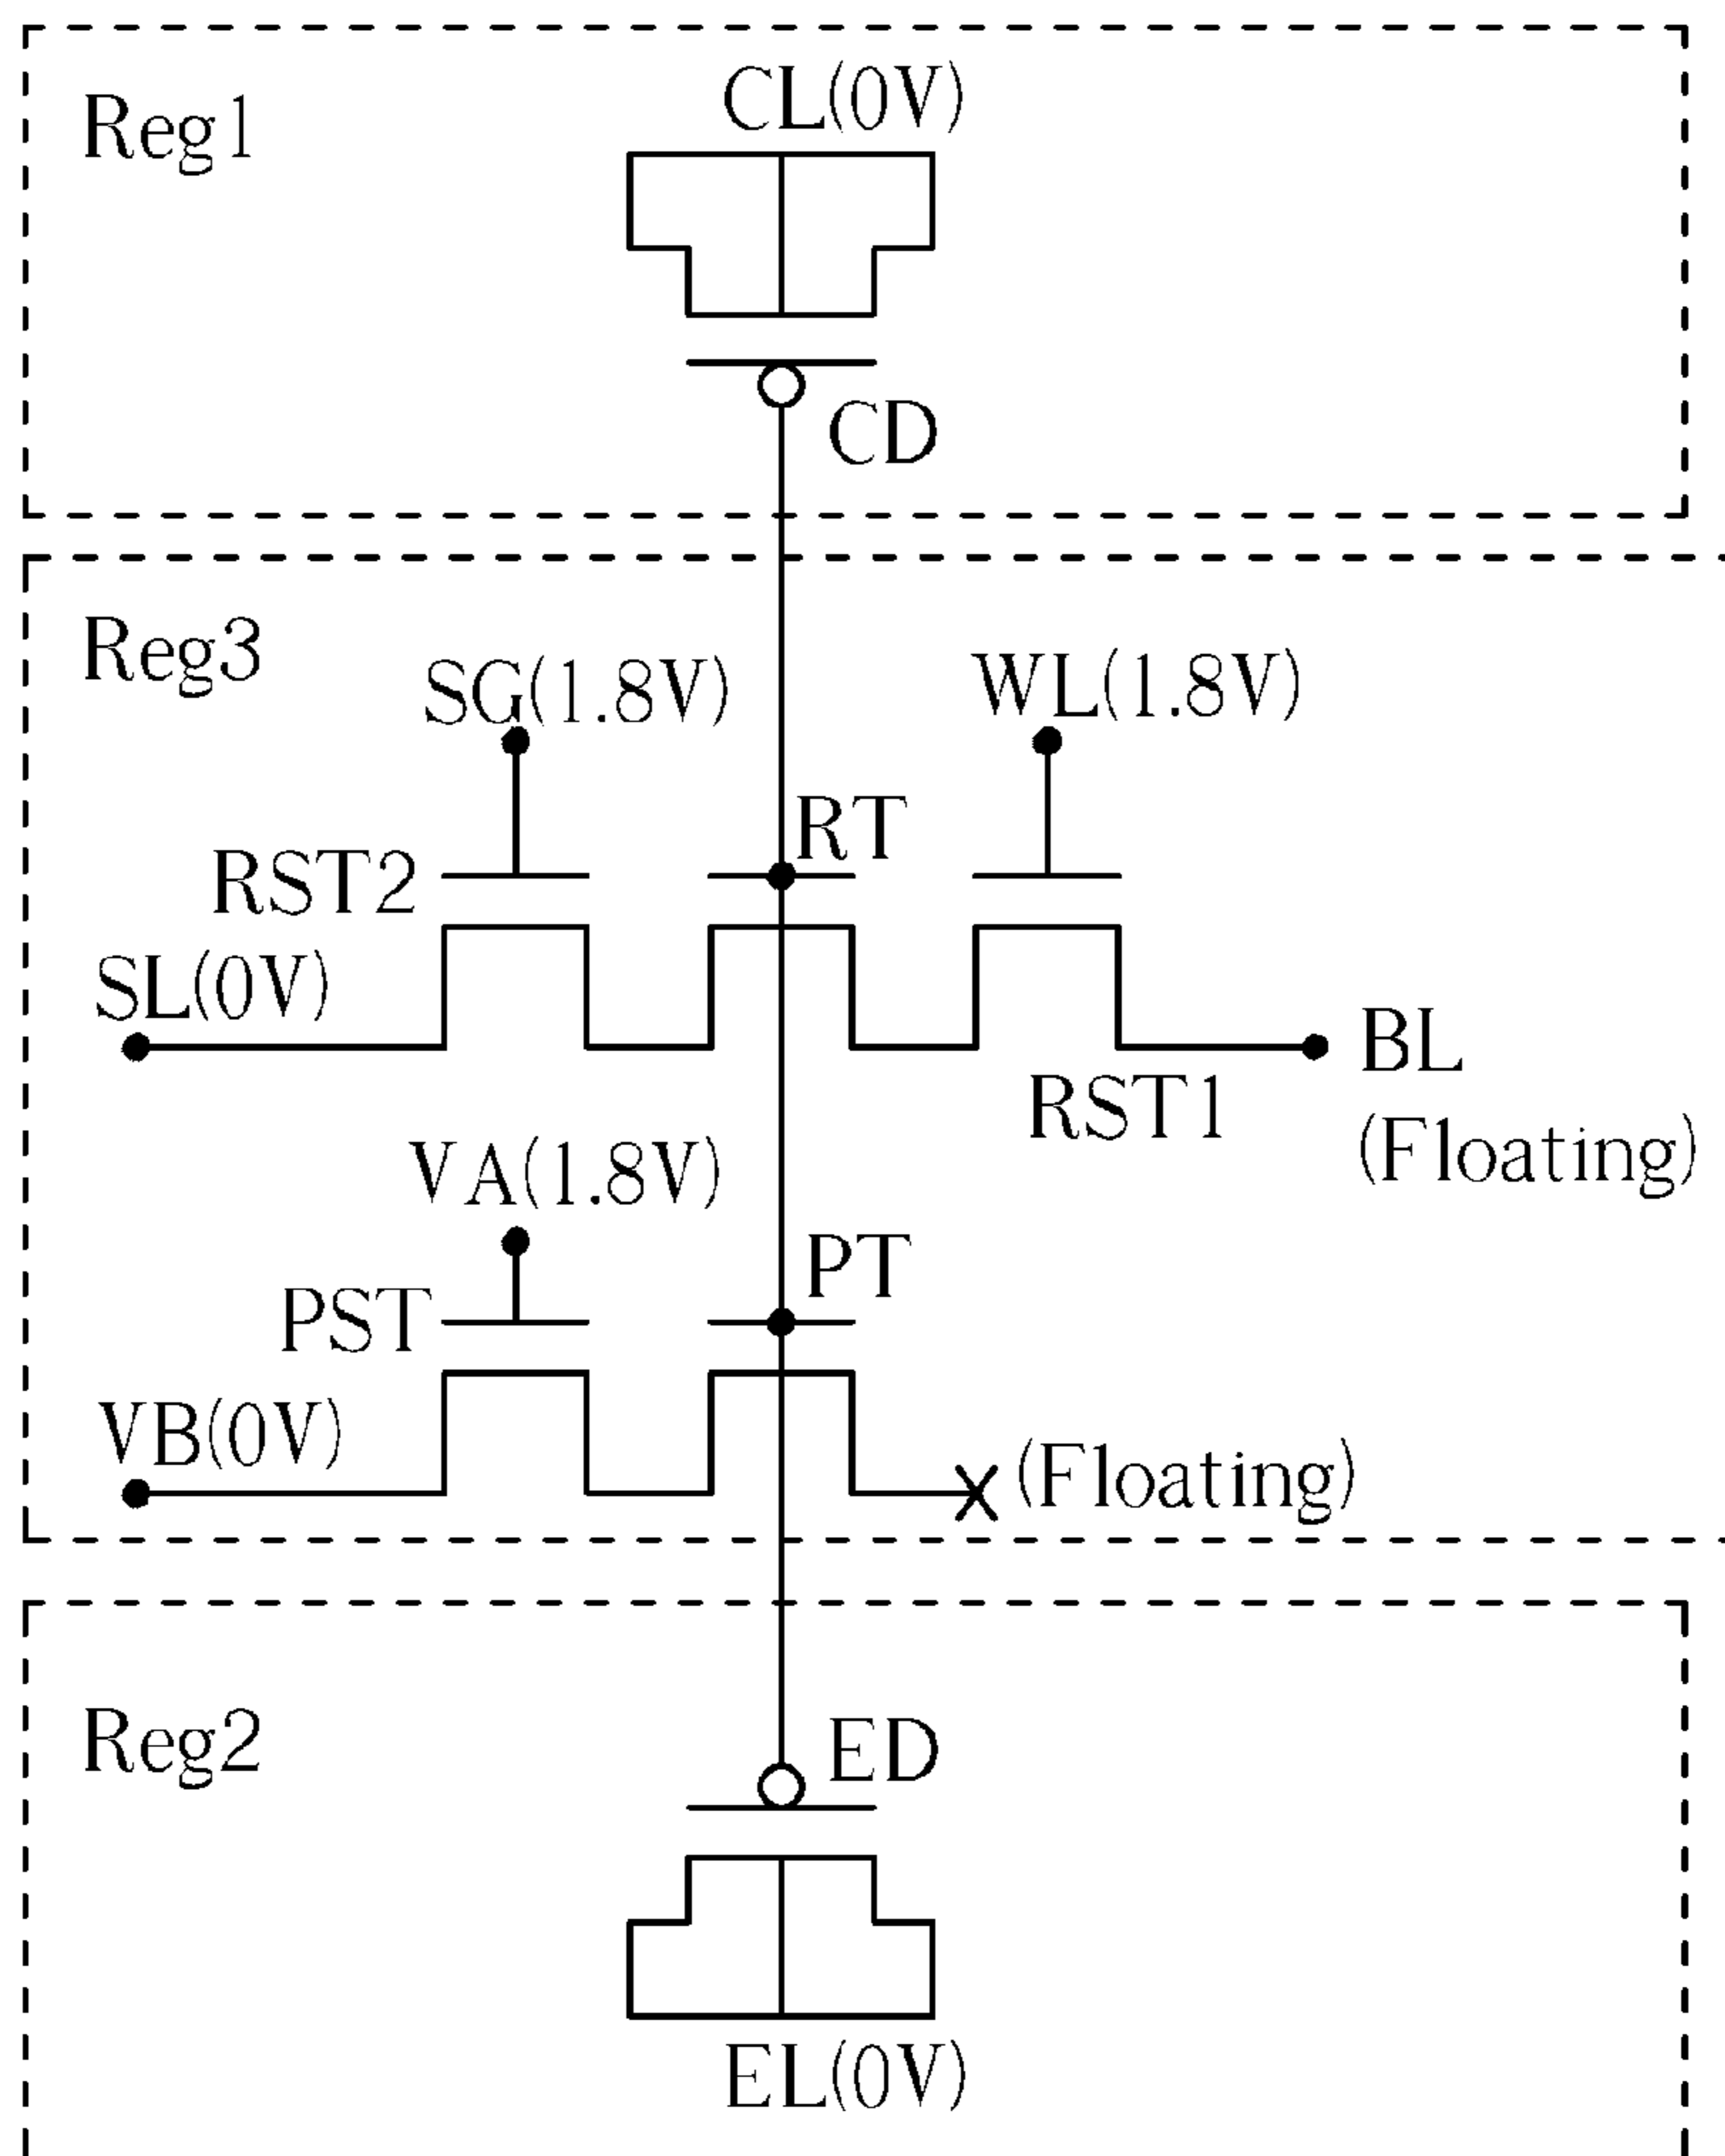 Reg1
CL(0V)
CD
Reg3
SG(1.8V)
WL(1.8V)
RT
RST2
SL(0V)
BL
(Floating)
RST1
VA(1.8V)
PT
PST
VB(0V)
(Floating)
Reg2
ED
EL(0V)